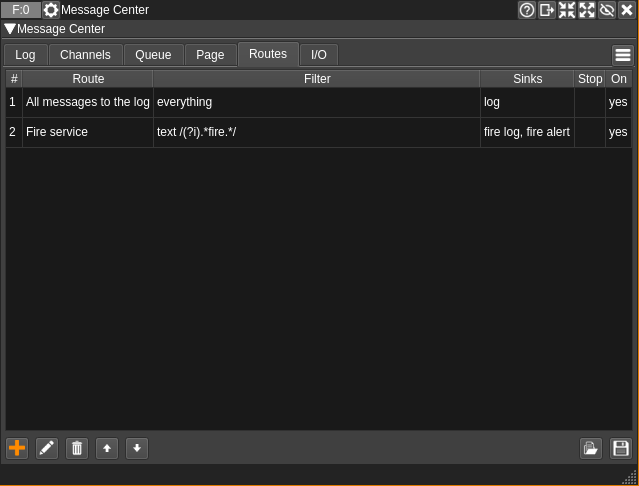 F:0 Message Center
Message Center
Log Channels Queue Page Routes I/O
# Route Filter Sinks Stop On
1 All messages to the log everything log yes
2 Fire service text /(?i).*fire.*/ fire log, fire alert yes